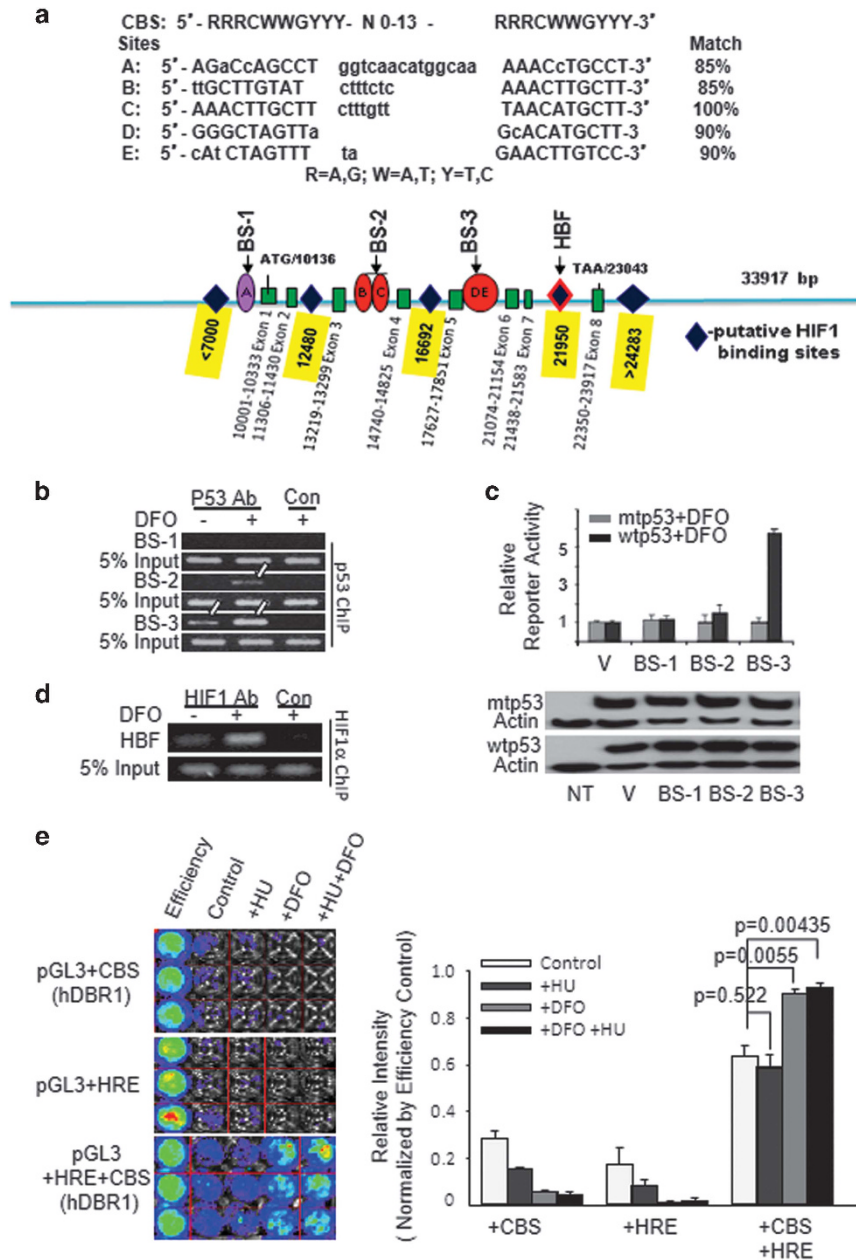 a
CBS: 5'- RRRCWWGYYY- N 0-13 - RRRCWWGYYY-3'
Sites Match
A: 5'- AGaCcAGCCT ggtcaacatggcaa AAACcTGCCT-3' 85%
B: 5'- ttGCTTGTAT ctttctc AAACTTGCTT-3' 85%
C: 5'- AAACTTGCTT ctttgtt TAACATGCTT-3' 100%
D: 5'- GGGCTAGTTa GcACATGCTT-3 90%
E: 5'- cAt CTAGTTT ta GAACTTGTCC-3' 90%
R=A,G; W=A,T; Y=T,C
BS-1
BS-2
BS-3
HBF
ATG/10136
TAA/23043
33917 bp
A
B
C
DE
<7000
10001-10333 Exon 1
11306-11430 Exon 2
12480
13219-13299 Exon 3
14740-14825 Exon 4
16692
17627-17851 Exon 5
21074-21154 Exon 6
21438-21583 Exon 7
21950
22350-23917 Exon 8
>24283
-putative HIF1
binding sites
b
P53 Ab Con
DFO - + +
BS-1
5% Input
BS-2
5% Input
BS-3
5% Input
p53 ChIP
c
mtp53+DFO
wtp53+DFO
Relative
Reporter Activity
5
3
1
V BS-1 BS-2 BS-3
mtp53
Actin
wtp53
Actin
NT V BS-1 BS-2 BS-3
d
HIF1 Ab Con
DFO - + +
HBF
5% Input
HIF1α ChIP
e
Efficiency
Control
+HU
+DFO
+HU+DFO
pGL3+CBS
(hDBR1)
pGL3+HRE
pGL3
+HRE+CBS
(hDBR1)
Relative Intensity
( Normalized by Efficiency Control)
1.0
0.8
0.6
0.4
0.2
0
Control
+HU
+DFO
+DFO +HU
p=0.00435
p=0.0055
p=0.522
+CBS +HRE +CBS
+HRE